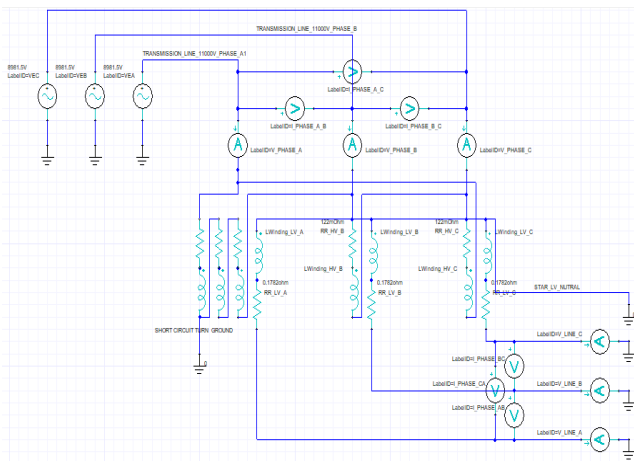 TRANSMISSION_LINE_11000V_PHASE_B
TRANSMISSION_LINE_11000V_PHASE_A1
8981.5V
LabelID=VEC
8981.5V
LabelID=VEB
8981.5V
LabelID=VEA
LabelID=I_PHASE_A_C
LabelID=I_PHASE_A_B
LabelID=I_PHASE_B_C
LabelID=V_PHASE_A
LabelID=V_PHASE_B
LabelID=V_PHASE_C
122mOhm
RR_HV_B
122mOhm
RR_HV_C
LWinding_LV_A
LWinding_LV_B
LWinding_LV_C
LWinding_HV_B
LWinding_HV_C
0.1782ohm
RR_LV_A
0.1782ohm
RR_LV_B
0.1782ohm
RR_LV_C
STAR_LV_NUTRAL
SHORT CIRCUIT TURN GROUND
0
LabelID=V_LINE_C
LabelID=I_PHASE_BC
LabelID=I_PHASE_CA
LabelID=V_LINE_B
LabelID=I_PHASE_AB
LabelID=V_LINE_A